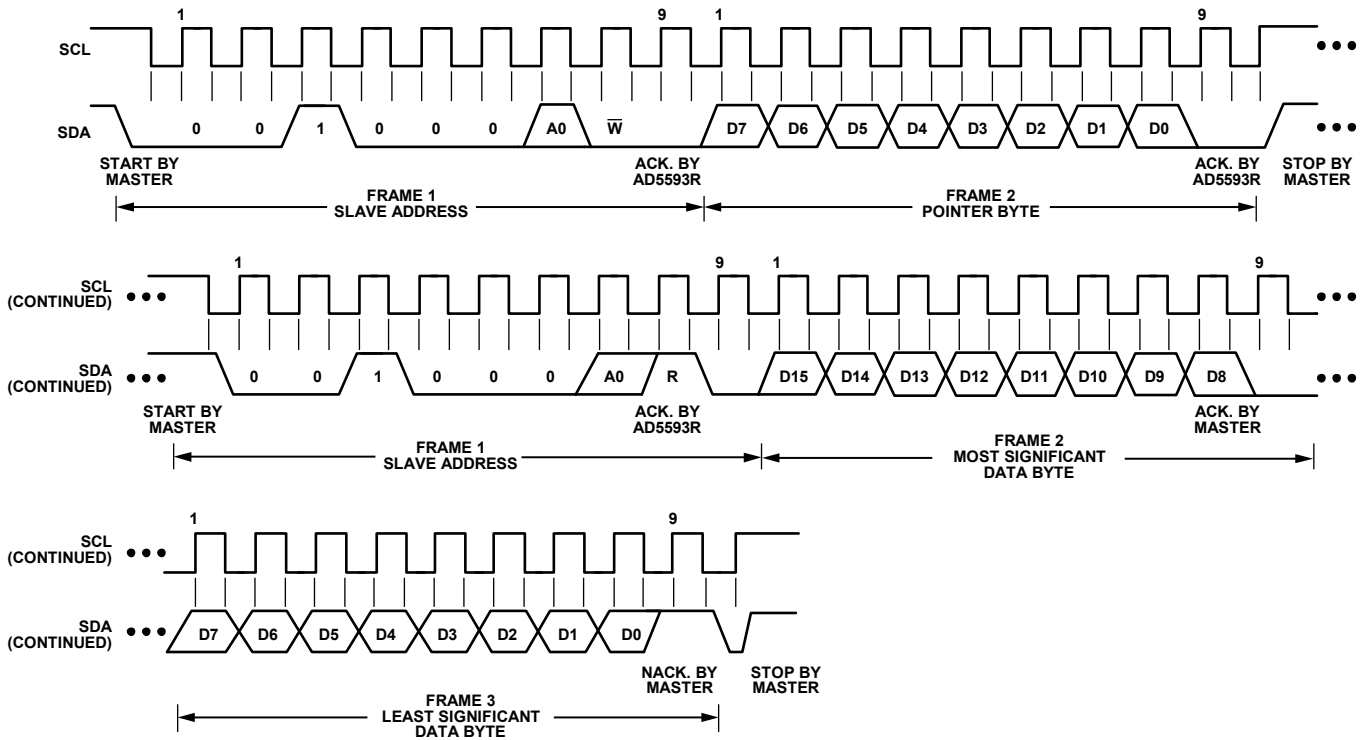 1 9 1 9
SCL
SDA
0 0 1 0 0 0 A0 W̅ D7 D6 D5 D4 D3 D2 D1 D0
START BY
MASTER
ACK. BY
AD5593R
ACK. BY
AD5593R
STOP BY
MASTER
FRAME 1
SLAVE ADDRESS
FRAME 2
POINTER BYTE
1 9 1 9
SCL
(CONTINUED)
SDA
(CONTINUED)
0 0 1 0 0 0 A0 R D15 D14 D13 D12 D11 D10 D9 D8
START BY
MASTER
ACK. BY
AD5593R
ACK. BY
MASTER
FRAME 1
SLAVE ADDRESS
FRAME 2
MOST SIGNIFICANT
DATA BYTE
1 9
SCL
(CONTINUED)
SDA
(CONTINUED)
D7 D6 D5 D4 D3 D2 D1 D0
NACK. BY
MASTER
STOP BY
MASTER
FRAME 3
LEAST SIGNIFICANT
DATA BYTE